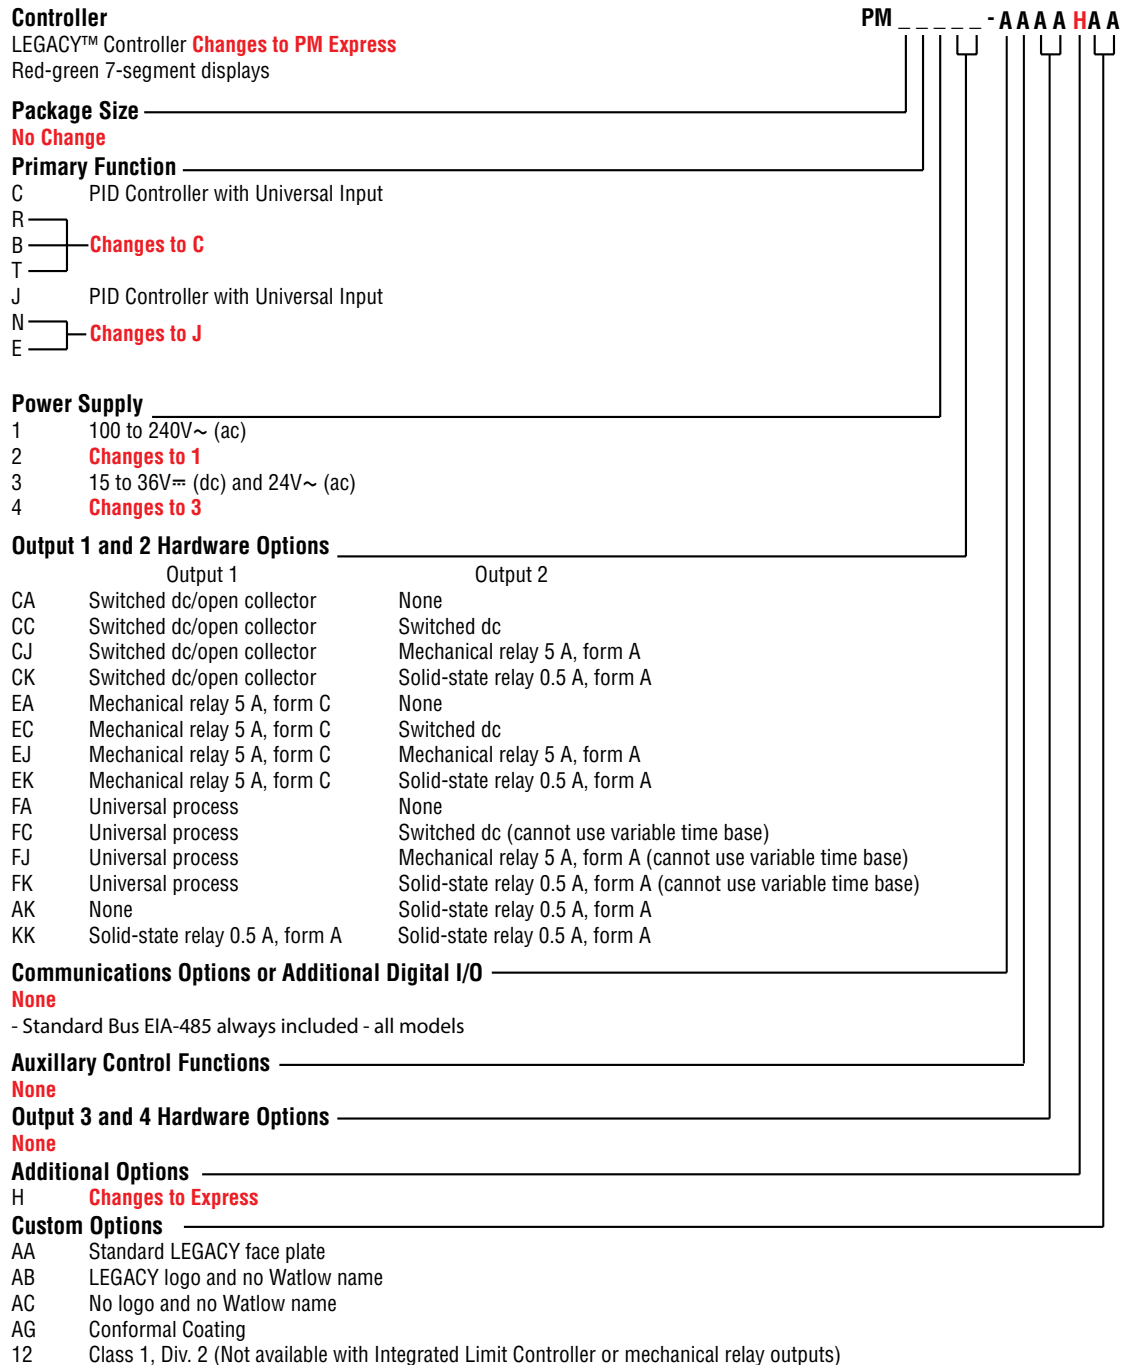 Controller PM _ _ _ _ _ - A A A A H A A
LEGACY™ Controller Changes to PM Express
Red-green 7-segment displays
Package Size
No Change
Primary Function
C PID Controller with Universal Input
R
B Changes to C
T
J PID Controller with Universal Input
N
Changes to J
E
Power Supply
1 100 to 240V~ (ac)
2 Changes to 1
3 15 to 36V⎓ (dc) and 24V~ (ac)
4 Changes to 3
Output 1 and 2 Hardware Options
Output 1 Output 2
CA Switched dc/open collector None
CC Switched dc/open collector Switched dc
CJ Switched dc/open collector Mechanical relay 5 A, form A
CK Switched dc/open collector Solid-state relay 0.5 A, form A
EA Mechanical relay 5 A, form C None
EC Mechanical relay 5 A, form C Switched dc
EJ Mechanical relay 5 A, form C Mechanical relay 5 A, form A
EK Mechanical relay 5 A, form C Solid-state relay 0.5 A, form A
FA Universal process None
FC Universal process Switched dc (cannot use variable time base)
FJ Universal process Mechanical relay 5 A, form A (cannot use variable time base)
FK Universal process Solid-state relay 0.5 A, form A (cannot use variable time base)
AK None Solid-state relay 0.5 A, form A
KK Solid-state relay 0.5 A, form A Solid-state relay 0.5 A, form A
Communications Options or Additional Digital I/O
None
- Standard Bus EIA-485 always included - all models
Auxillary Control Functions
None
Output 3 and 4 Hardware Options
None
Additional Options
H Changes to Express
Custom Options
AA Standard LEGACY face plate
AB LEGACY logo and no Watlow name
AC No logo and no Watlow name
AG Conformal Coating
12 Class 1, Div. 2 (Not available with Integrated Limit Controller or mechanical relay outputs)